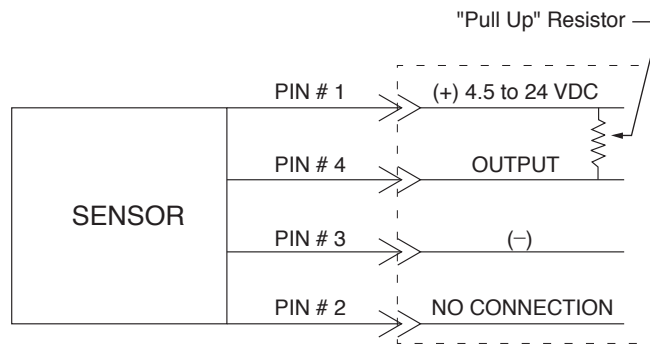 "Pull Up" Resistor
PIN # 1 (+) 4.5 to 24 VDC
PIN # 4 OUTPUT
SENSOR
PIN # 3 (−)
PIN # 2 NO CONNECTION